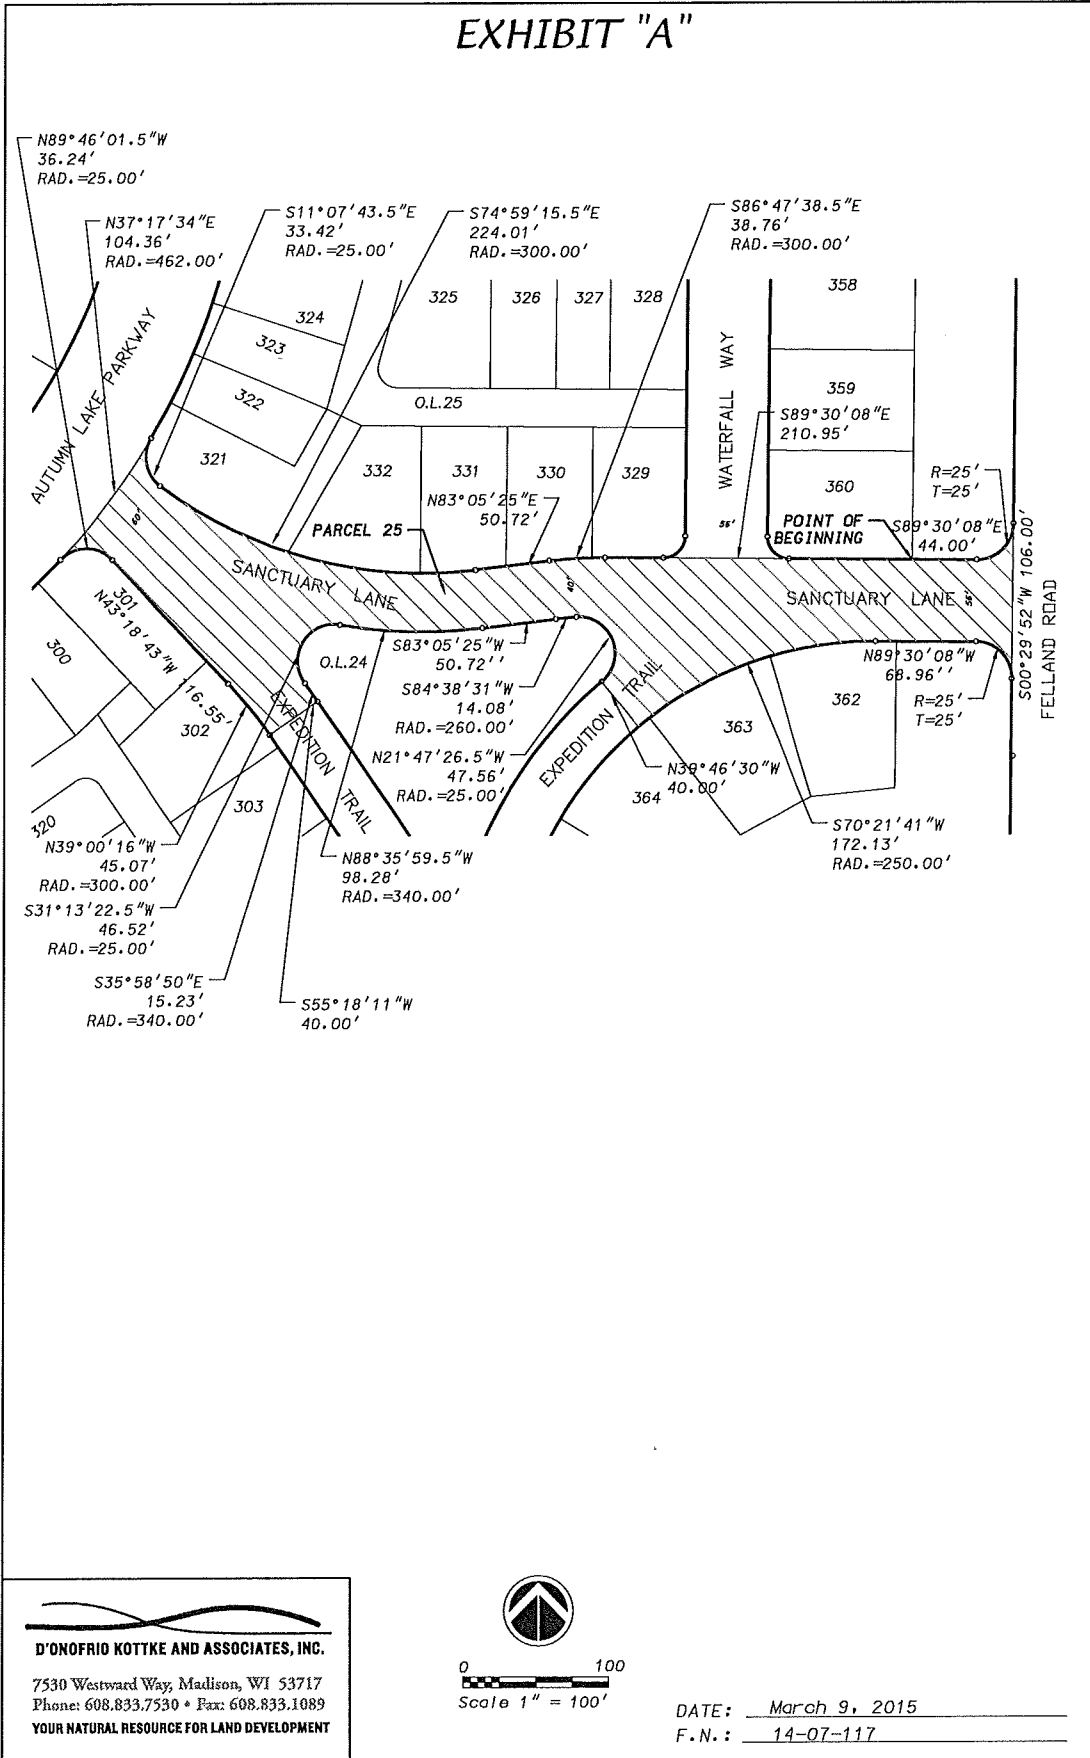 EXHIBIT "A"
N89°46'01.5"W
36.24'
RAD.=25.00'
N37°17'34"E
104.36'
RAD.=462.00'
S11°07'43.5"E
33.42'
RAD.=25.00'
S74°59'15.5"E
224.01'
RAD.=300.00'
S86°47'38.5"E
38.76'
RAD.=300.00'
AUTUMN LAKE PARKWAY
324
323
322
321
325
326
327
328
O.L.25
332
331
330
329
WATERFALL WAY
56'
358
359
S89°30'08"E
210.95'
360
R=25'
T=25'
N83°05'25"E
50.72'
PARCEL 25
POINT OF
BEGINNING
S89°30'08"E
44.00'
60'
SANCTUARY LANE
40'
SANCTUARY LANE
56'
S00°29'52"W 106.00'
FELLAND ROAD
301
N43°18'43"W 116.55'
300
302
303
320
O.L.24
EXPEDITION TRAIL
S83°05'25"W
50.72''
S84°38'31"W
14.08'
RAD.=260.00'
N21°47'26.5"W
47.56'
RAD.=25.00'
EXPEDITION TRAIL
N89°30'08"W
68.96''
R=25'
T=25'
362
363
364
N39°46'30"W
40.00'
S70°21'41"W
172.13'
RAD.=250.00'
N39°00'16"W
45.07'
RAD.=300.00'
N88°35'59.5"W
98.28'
RAD.=340.00'
S31°13'22.5"W
46.52'
RAD.=25.00'
S35°58'50"E
15.23'
RAD.=340.00'
S55°18'11"W
40.00'
D'ONOFRIO KOTTKE AND ASSOCIATES, INC.
7530 Westward Way, Madison, WI 53717
Phone: 608.833.7530 • Fax: 608.833.1089
YOUR NATURAL RESOURCE FOR LAND DEVELOPMENT
0 100
Scale 1" = 100'
DATE: March 9, 2015
F.N.: 14-07-117